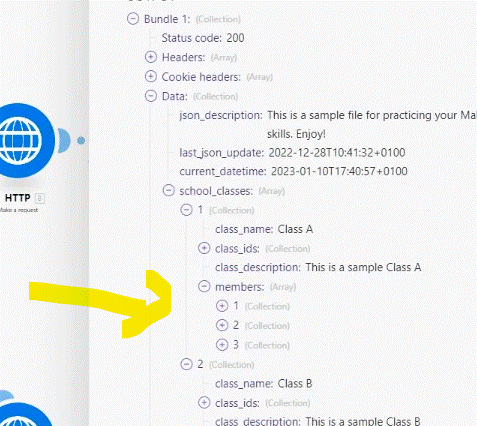 Bundle 1: (Collection)
Status code: 200
Headers: (Array)
Cookie headers: (Array)
Data: (Collection)
json_description: This is a sample file for practicing your Mak
skills. Enjoy!
last_json_update: 2022-12-28T10:41:32+0100
current_datetime: 2023-01-10T17:40:57+0100
school_classes: (Array)
1 (Collection)
class_name: Class A
class_ids: (Collection)
class_description: This is a sample Class A
members: (Array)
1 (Collection)
2 (Collection)
3 (Collection)
2 (Collection)
class_name: Class B
class_ids: (Collection)
class_description: This is a sample Class B
HTTP 8
Make a request